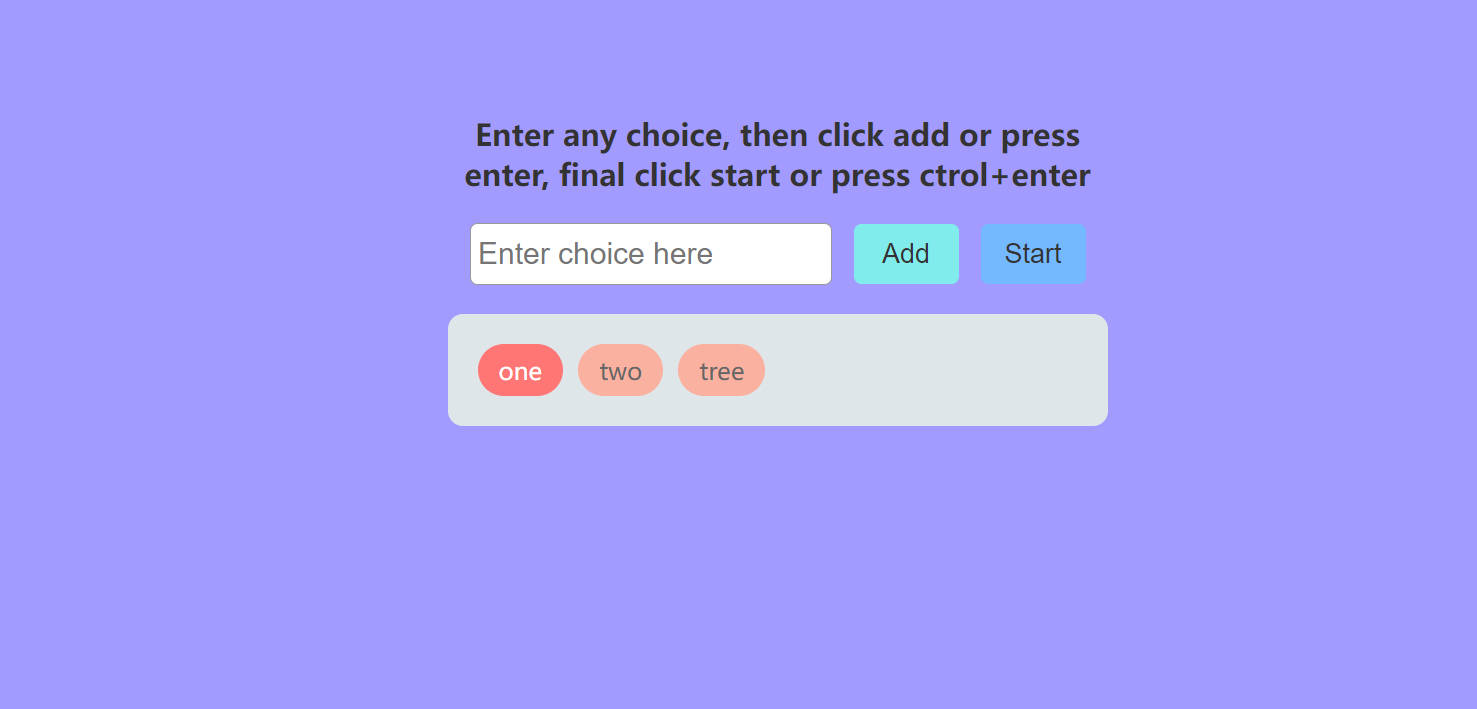 Enter any choice, then click add or press
enter, final click start or press ctrol+enter
Enter choice here
Add
Start
one
two
tree